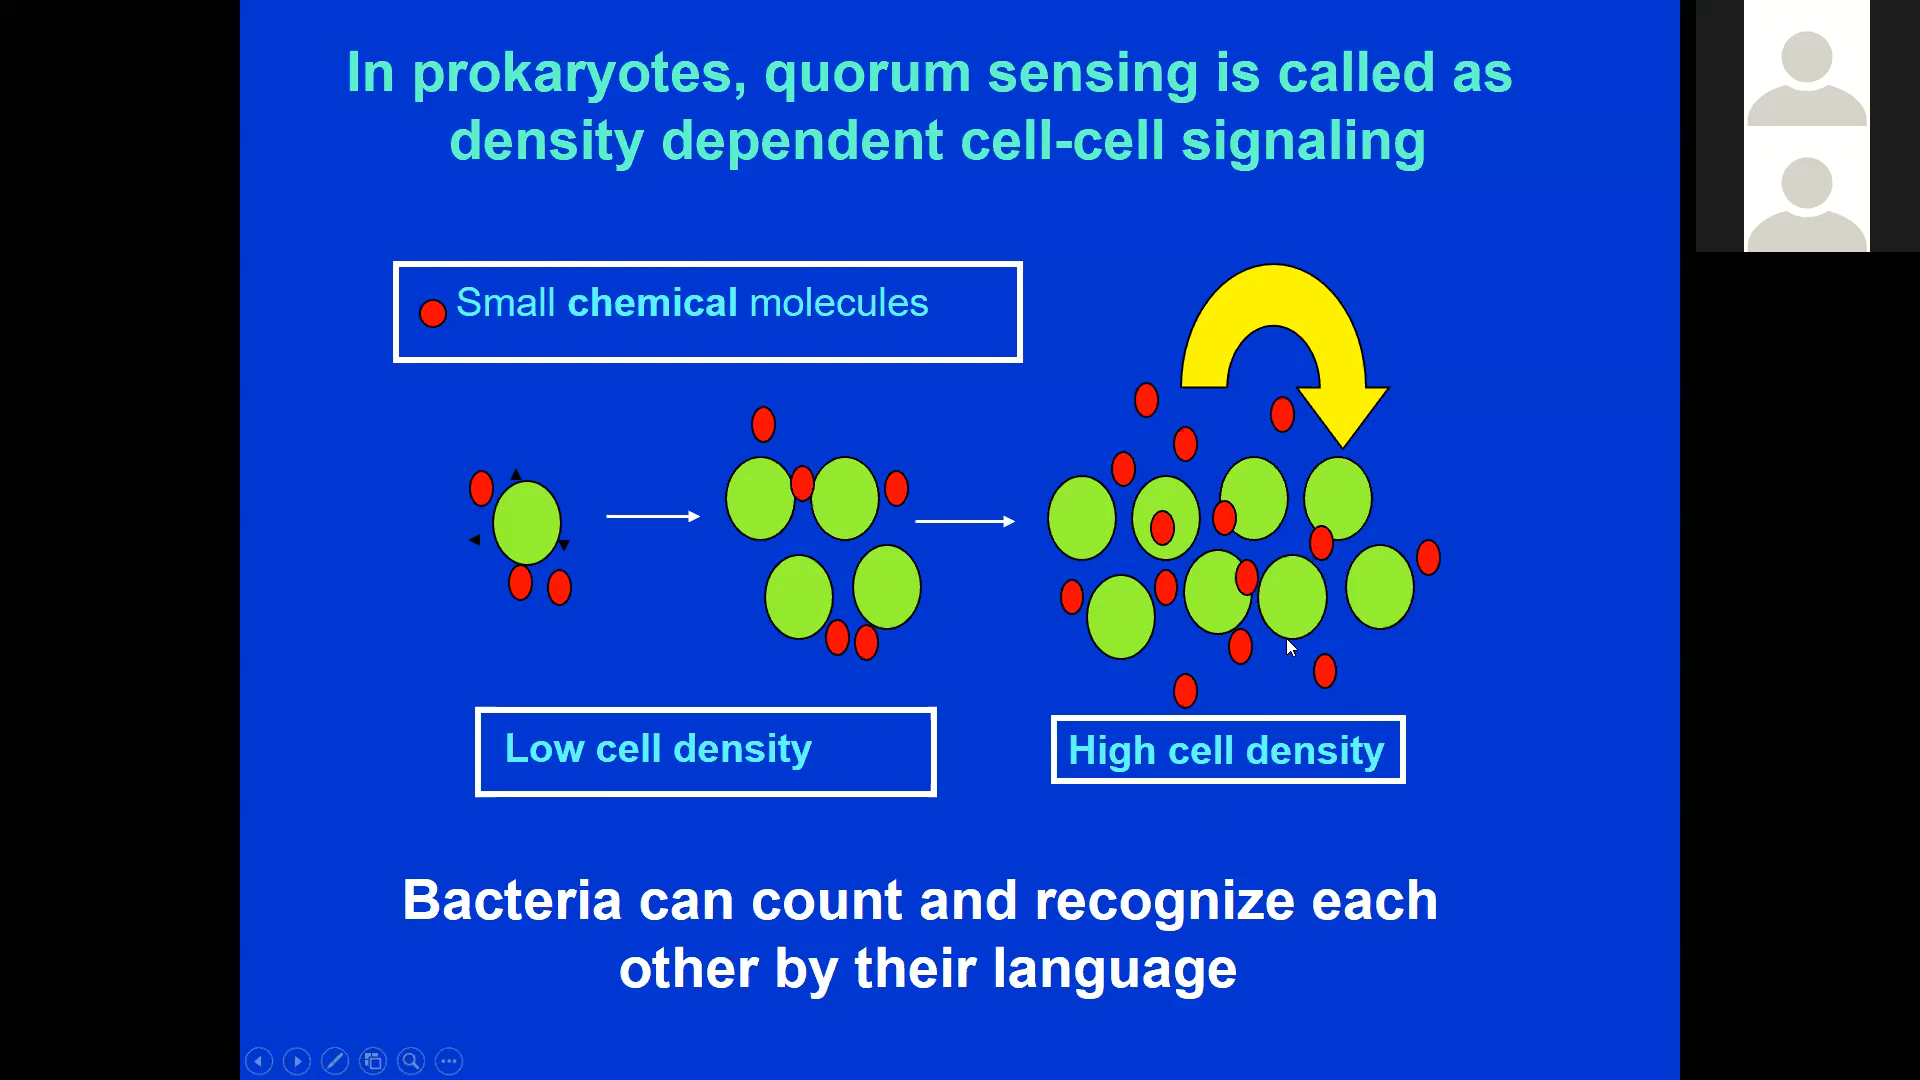 In prokaryotes, quorum sensing is called as
density dependent cell-cell signaling
Small chemical molecules
Low cell density
High cell density
Bacteria can count and recognize each
other by their language